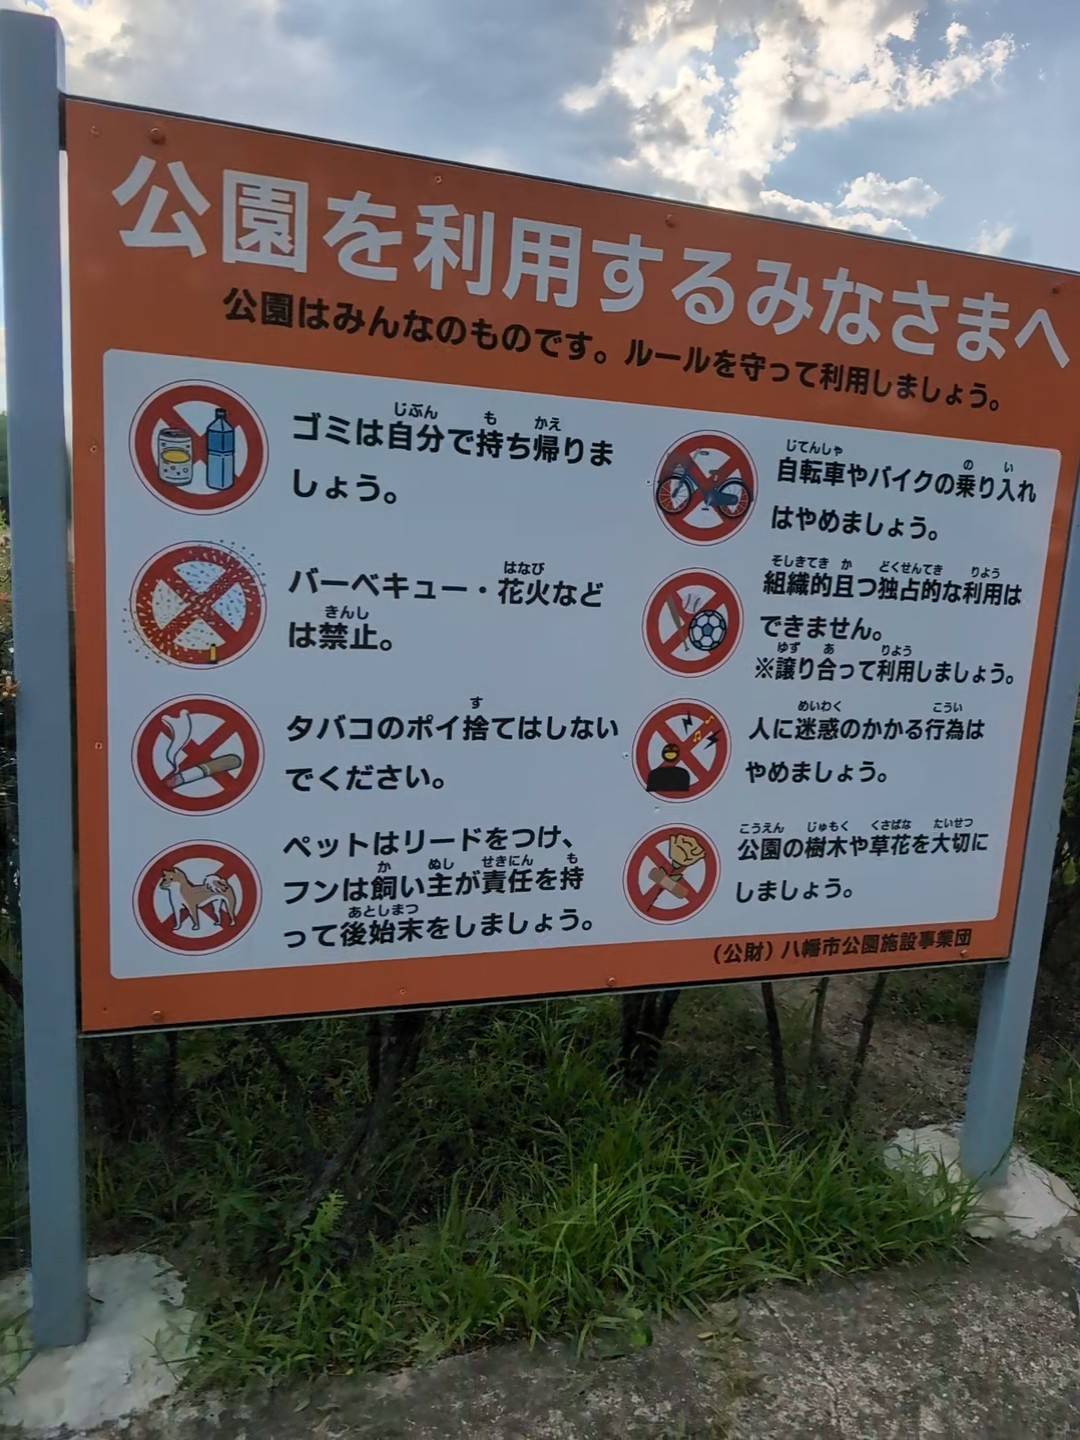 公園を利用するみなさまへ
公園はみんなのものです。ルールを守って利用しましょう。
じぶん も かえ
ゴミは自分で持ち帰りま
しょう。
はなび
バーベキュー・花火など
きんし
は禁止。
す
タバコのポイ捨てはしない
でください。
ペットはリードをつけ、
か ぬし せきにん も
フンは飼い主が責任を持
あとしまつ
って後始末をしましょう。
じてんしゃ の い
自転車やバイクの乗り入れ
はやめましょう。
そしきてき か どくせんてき りよう
組織的且つ独占的な利用は
できません。
ゆず あ りよう
※譲り合って利用しましょう。
めいわく こうい
人に迷惑のかかる行為は
やめましょう。
こうえん じゅもく くさばな たいせつ
公園の樹木や草花を大切に
しましょう。
（公財）八幡市公園施設事業団